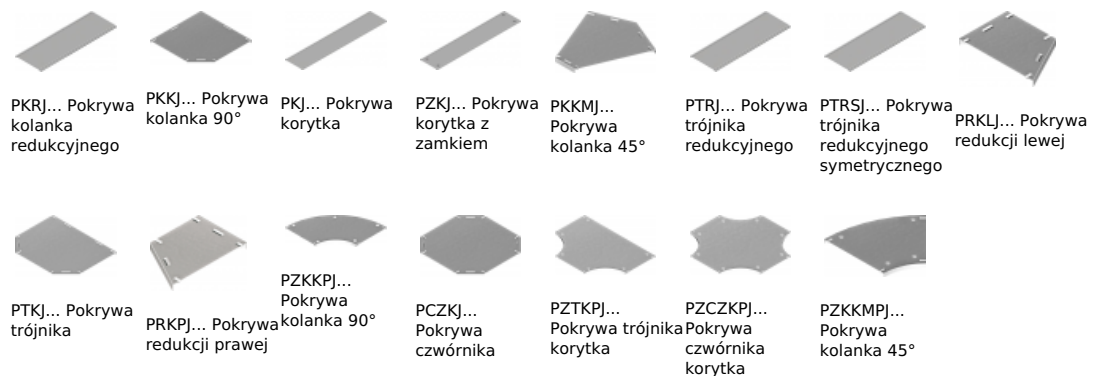 PKRJ... Pokrywa
kolanka
redukcyjnego
PKKJ... Pokrywa
kolanka 90°
PKJ... Pokrywa
korytka
PZKJ... Pokrywa
korytka z
zamkiem
PKKMJ...
Pokrywa
kolanka 45°
PTRJ... Pokrywa
trójnika
redukcyjnego
PTRSJ... Pokrywa
trójnika
redukcyjnego
symetrycznego
PRKLJ... Pokrywa
redukcji lewej
PTKJ... Pokrywa
trójnika
PRKPJ... Pokrywa
redukcji prawej
PZKKPJ...
Pokrywa
kolanka 90°
PCZKJ...
Pokrywa
czwórnika
PZTKPJ...
Pokrywa trójnika
korytka
PZCZKPJ...
Pokrywa
czwórnika
korytka
PZKKMPJ...
Pokrywa
kolanka 45°